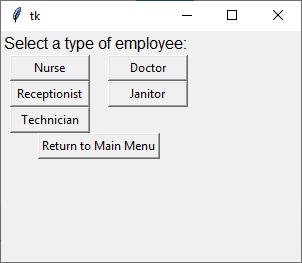 tk
Select a type of employee:
Nurse Doctor
Receptionist Janitor
Technician
Return to Main Menu